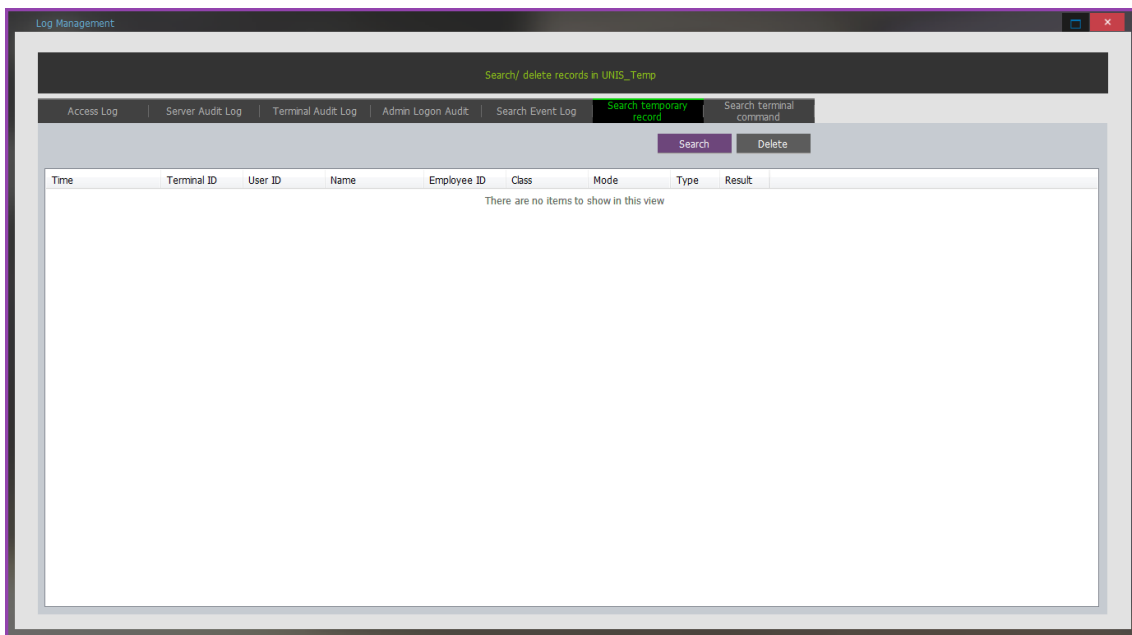 Log Management
Search/ delete records in UNIS_Temp
Access Log
Server Audit Log
Terminal Audit Log
Admin Logon Audit
Search Event Log
Search temporary
record
Search terminal
command
Search
Delete
Time Terminal ID User ID Name Employee ID Class Mode Type Result
There are no items to show in this view